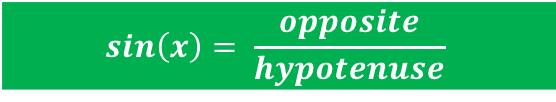 sin(x) = opposite / hypotenuse